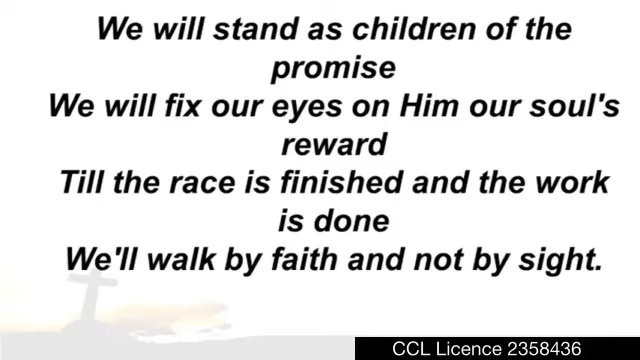 We will stand as children of the
promise
We will fix our eyes on Him our soul's
reward
Till the race is finished and the work
is done
We'll walk by faith and not by sight.
CCL Licence 2358436